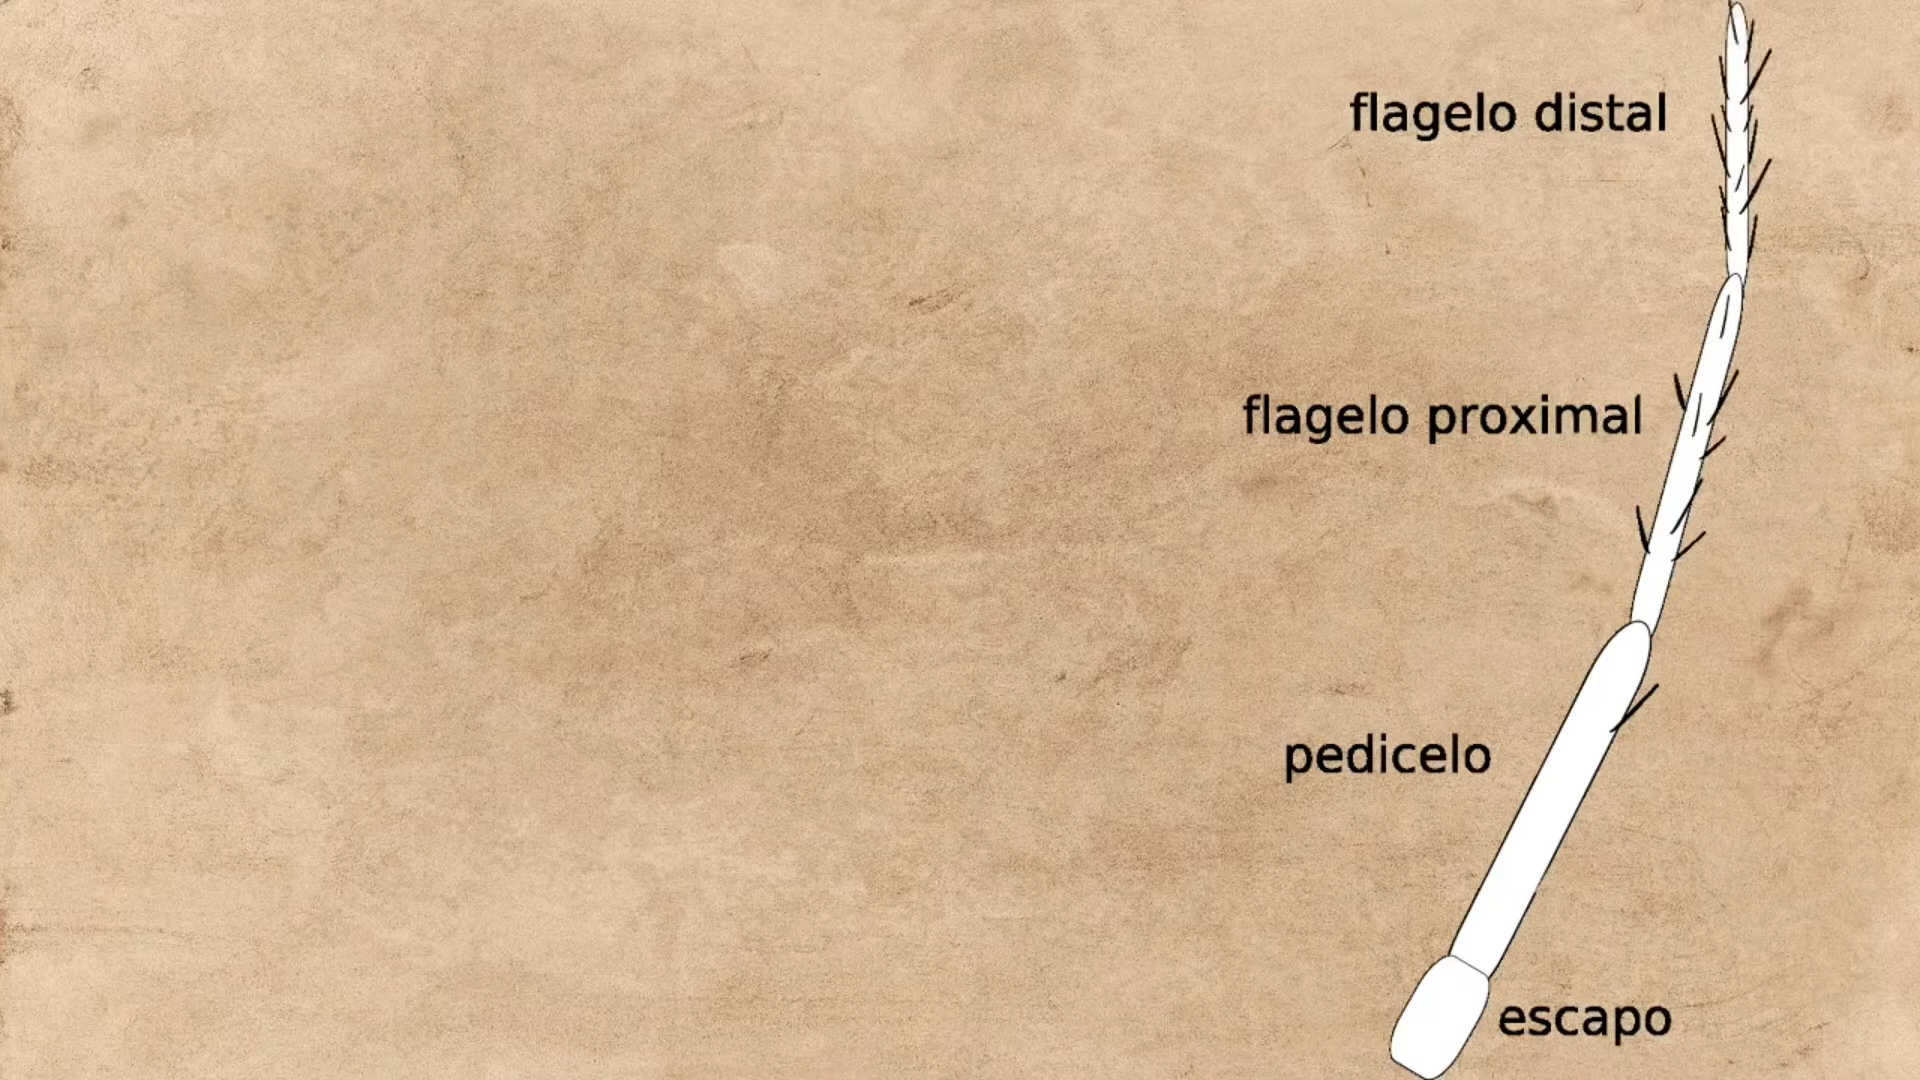 flagelo distal
flagelo proximal
pedicelo
escapo